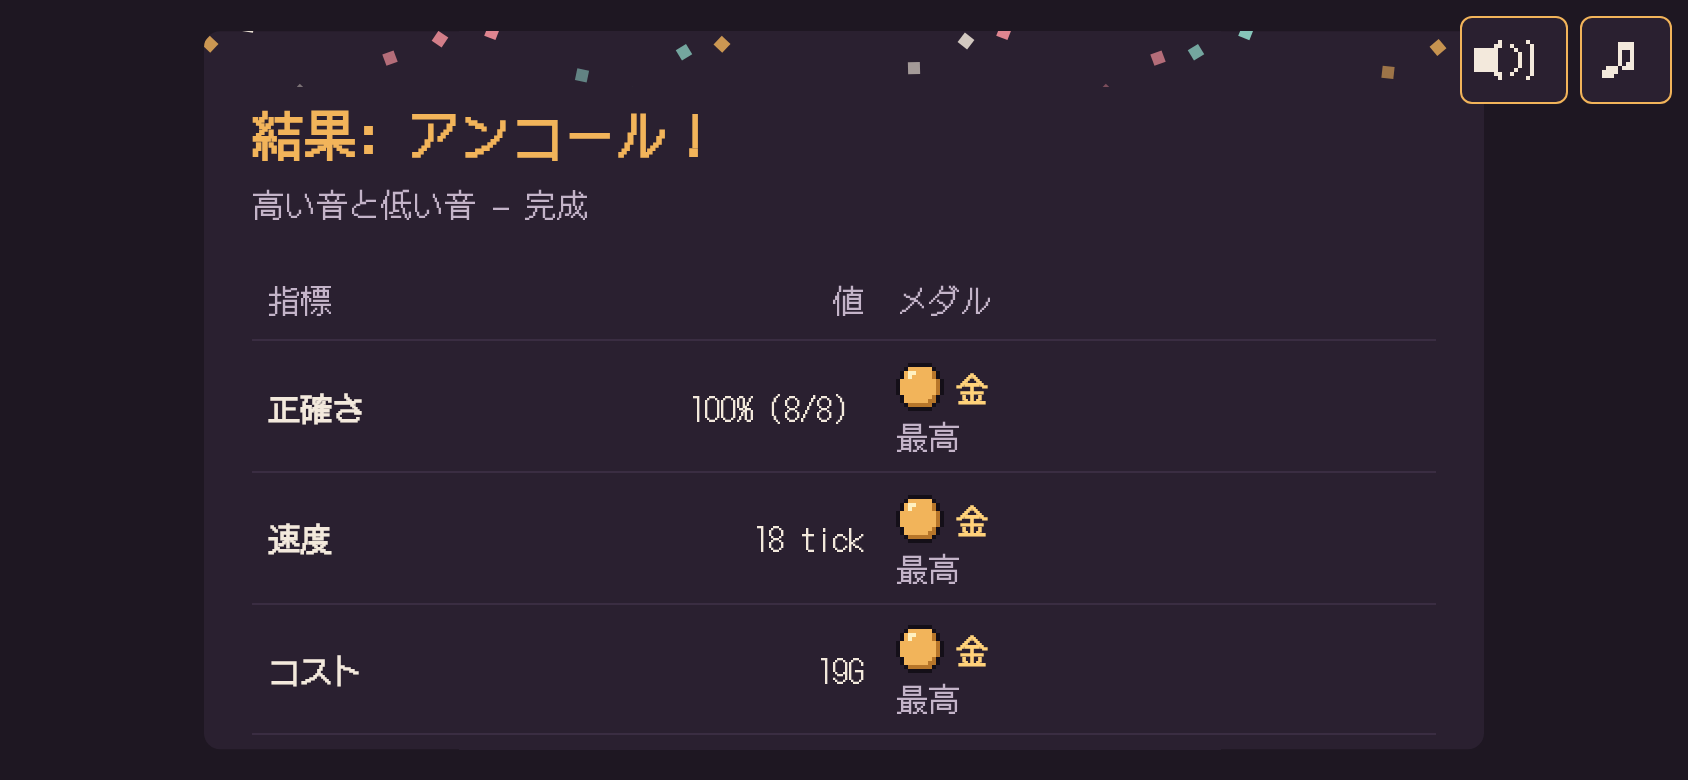 結果: アンコール！
高い音と低い音 – 完成
指標 値 メダル
正確さ 100% (8/8) 金
最高
速度 18 tick 金
最高
コスト 19G 金
最高